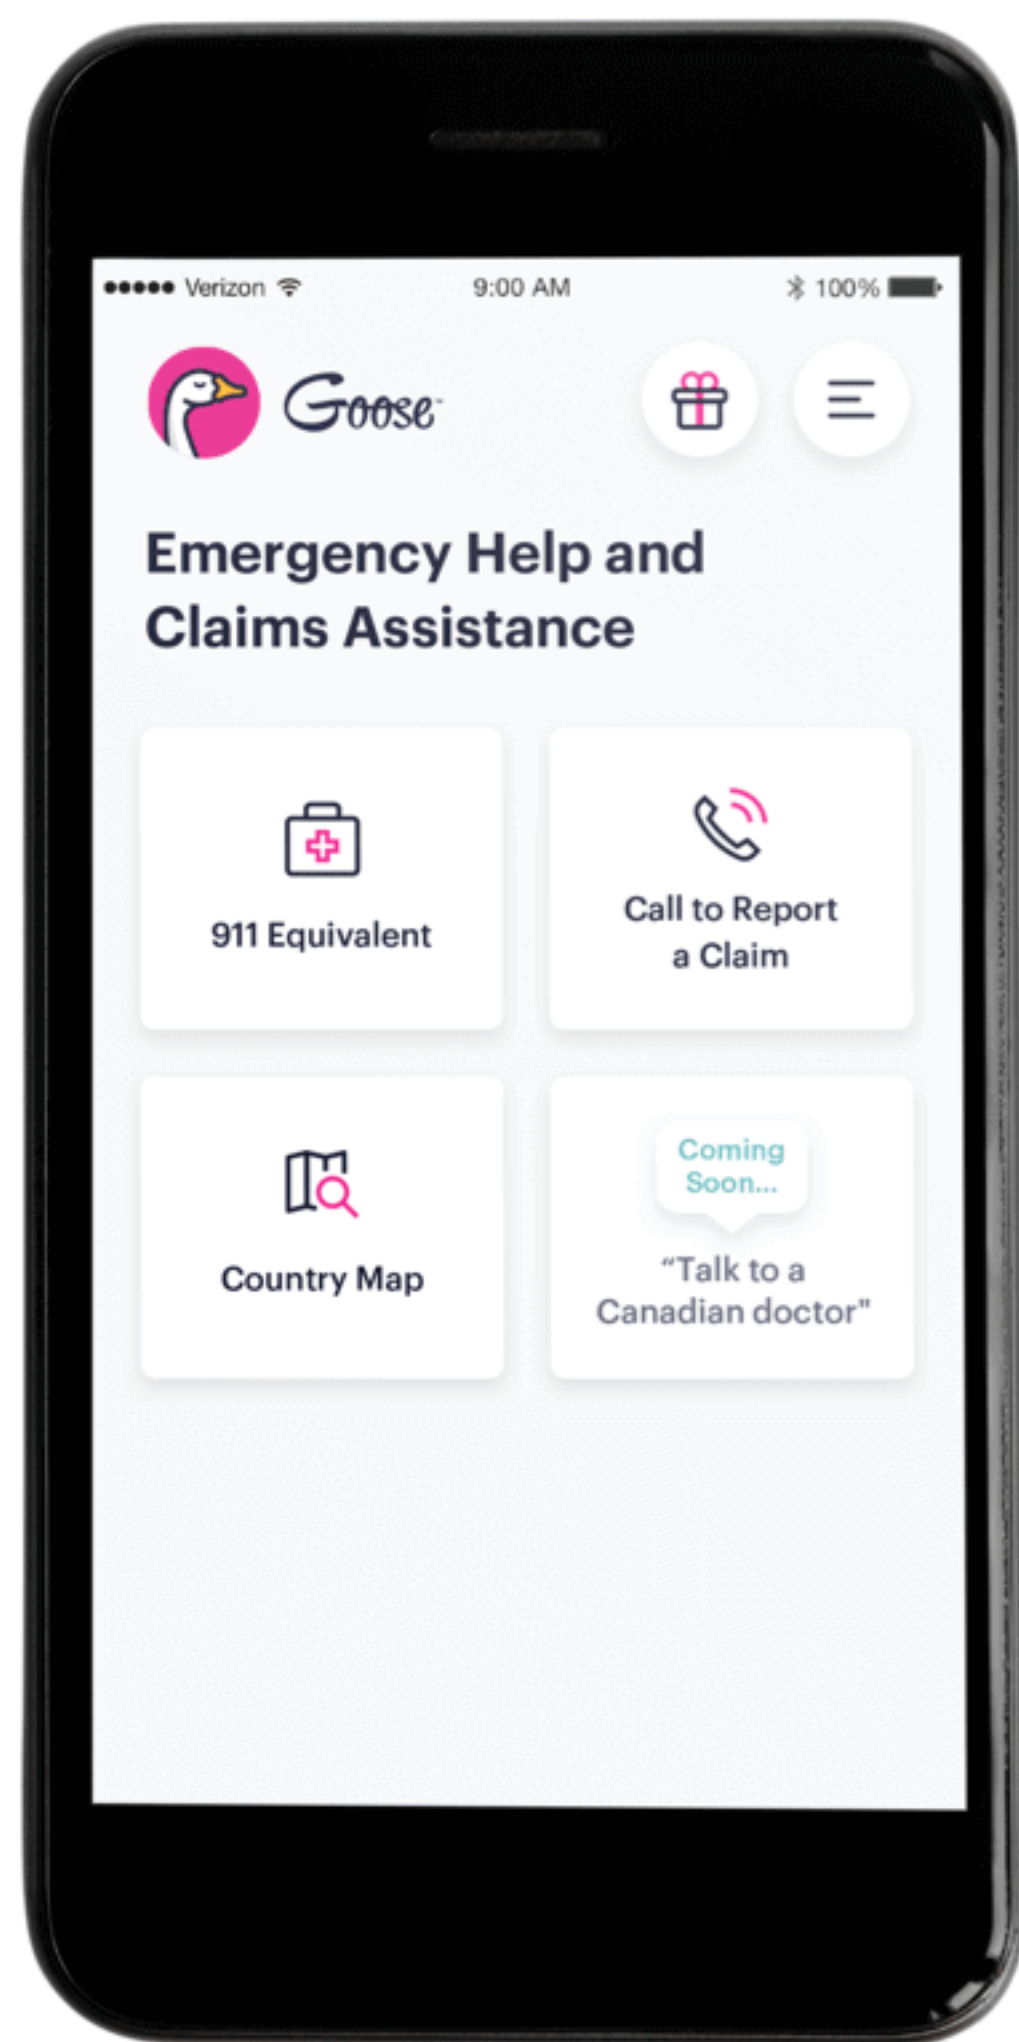 Verizon 9:00 AM 100%
Goose™
Emergency Help and
Claims Assistance
911 Equivalent
Call to Report
a Claim
Country Map
Coming
Soon...
“Talk to a
Canadian doctor"